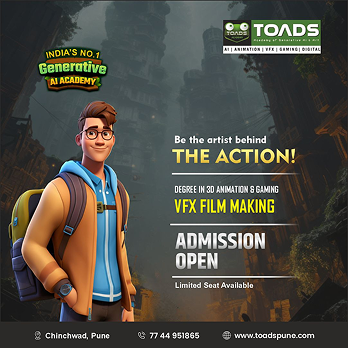 INDIA'S NO.1
Generative
AI ACADEMY
TOADS
TOADS
Academy of Generative AI & Art
AI | ANIMATION | VFX | GAMING | DIGITAL
Be the artist behind
THE ACTION!
DEGREE IN 3D ANIMATION & GAMING
VFX FILM MAKING
ADMISSION
OPEN
Limited Seat Available
Chinchwad, Pune
77 44 951865
www.toadspune.com